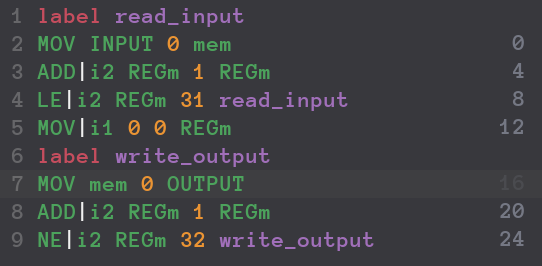 1 label read_input
2 MOV INPUT 0 mem 0
3 ADD|i2 REGm 1 REGm 4
4 LE|i2 REGm 31 read_input 8
5 MOV|i1 0 0 REGm 12
6 label write_output
7 MOV mem 0 OUTPUT 16
8 ADD|i2 REGm 1 REGm 20
9 NE|i2 REGm 32 write_output 24